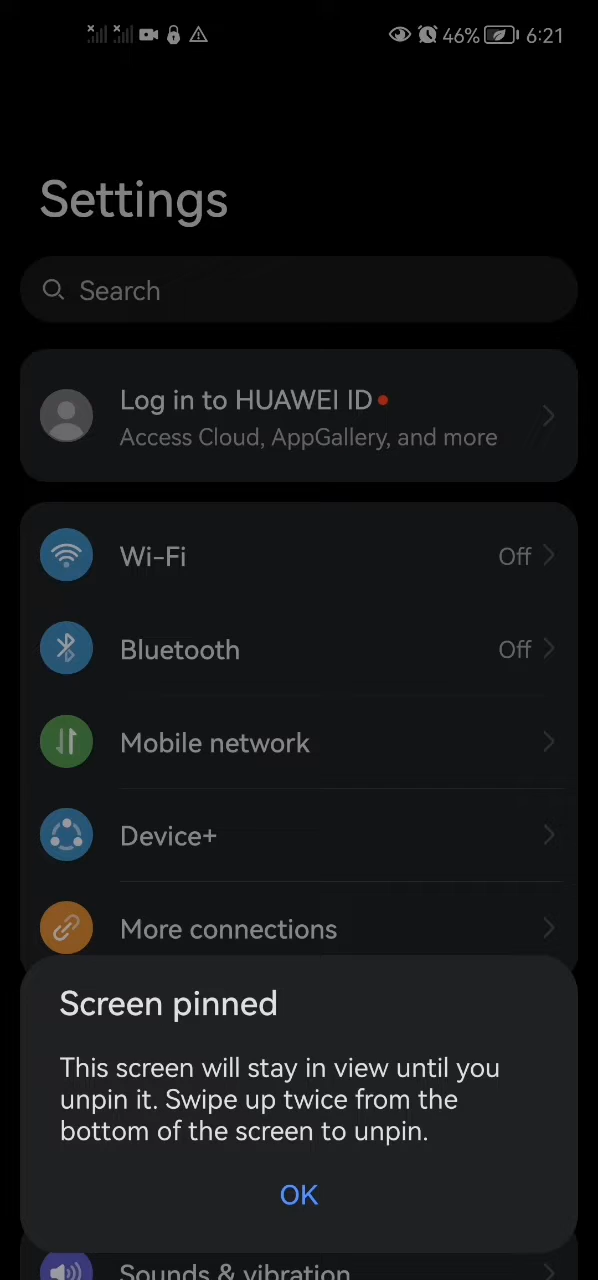 46% 6:21
Settings
Search
Log in to HUAWEI ID
Access Cloud, AppGallery, and more
Wi-Fi Off
Bluetooth Off
Mobile network
Device+
More connections
Screen pinned
This screen will stay in view until you
unpin it. Swipe up twice from the
bottom of the screen to unpin.
OK
Sounds & vibration